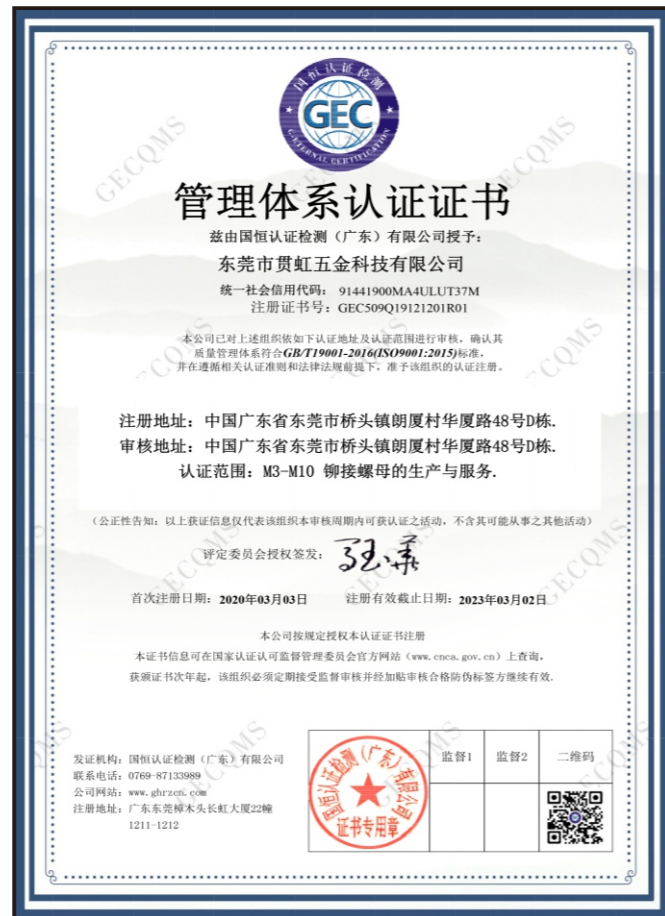 国恒认证检测
GEC
G-ETERNAL CERTIFICATION
管理体系认证证书
兹由国恒认证检测（广东）有限公司授予：
东莞市贯虹五金科技有限公司
统一社会信用代码： 91441900MA4ULUT37M
注册证书号：GEC509Q19121201R01
本公司已对上述组织依如下认证地址及认证范围进行审核，确认其
质量管理体系符合GB/T19001-2016(ISO9001:2015)标准，
并在遵循相关认证准则和法律法规前提下，准予该组织的认证注册。
注册地址：中国广东省东莞市桥头镇朗厦村华厦路48号D栋.
审核地址：中国广东省东莞市桥头镇朗厦村华厦路48号D栋.
认证范围：M3-M10 铆接螺母的生产与服务.
（公正性告知：以上获证信息仅代表该组织本审核周期内可获认证之活动，不含其可能从事之其他活动）
评定委员会授权签发：
首次注册日期：2020年03月03日 注册有效截止日期：2023年03月02日
本公司按规定授权本认证证书注册
本证书信息可在国家认证认可监督管理委员会官方网站（www.cnca.gov.cn）上查询，
获颁证书次年起，该组织必须定期接受监督审核并经加贴审核合格防伪标签方继续有效.
发证机构：国恒认证检测（广东）有限公司
联系电话：0769-87133989
公司网站：www.ghrzcn.com
注册地址：广东东莞樟木头长虹大厦22幢
1211-1212
国恒认证检测（广东）有限公司
证书专用章
监督1 监督2 二维码
GECQMS